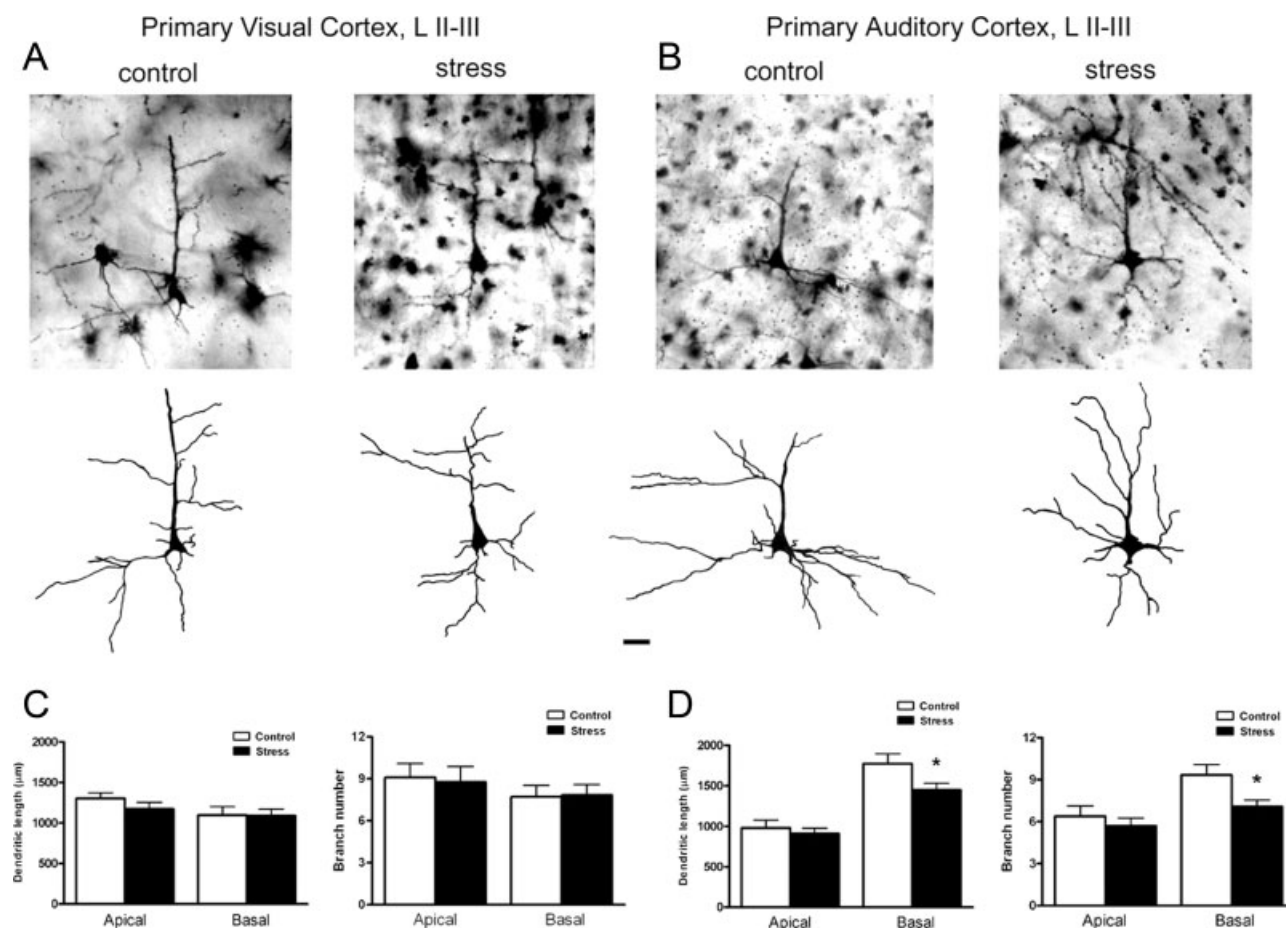 Primary Visual Cortex, L II-III
Primary Auditory Cortex, L II-III
A
control
stress
B
control
stress
C
Control
Stress
Dendritic length (µm)
2000
1500
1000
500
0
Apical
Basal
Control
Stress
Branch number
12
9
6
3
0
Apical
Basal
D
Control
Stress
Dendritic length (µm)
2000
1500
1000
500
0
*
Apical
Basal
Control
Stress
Branch number
12
9
6
3
0
*
Apical
Basal